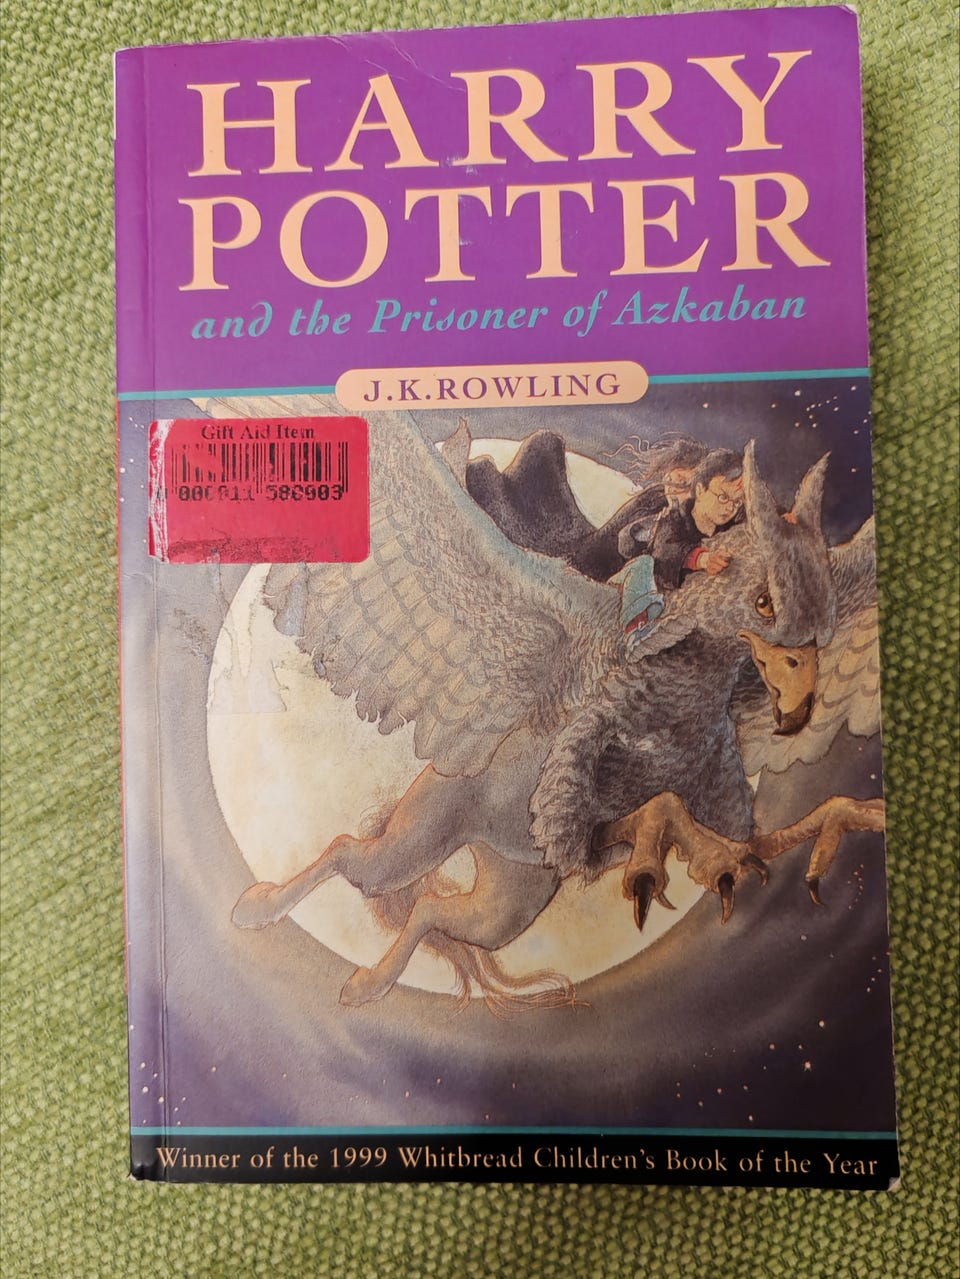 HARRY
POTTER
and the Prisoner of Azkaban
J.K.ROWLING
Gift Aid Item
Winner of the 1999 Whitbread Children's Book of the Year